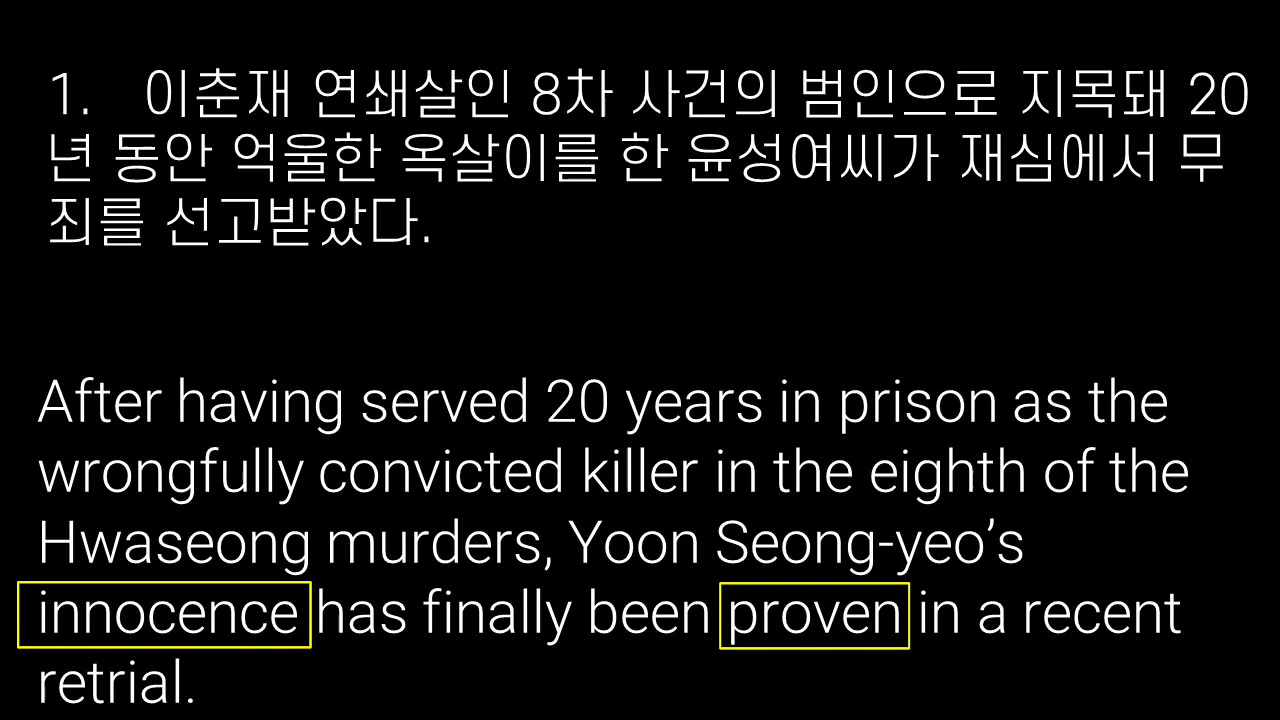 1. 이춘재 연쇄살인 8차 사건의 범인으로 지목돼 20
년 동안 억울한 옥살이를 한 윤성여씨가 재심에서 무
죄를 선고받았다.
After having served 20 years in prison as the
wrongfully convicted killer in the eighth of the
Hwaseong murders, Yoon Seong-yeo’s
innocence has finally been proven in a recent
retrial.